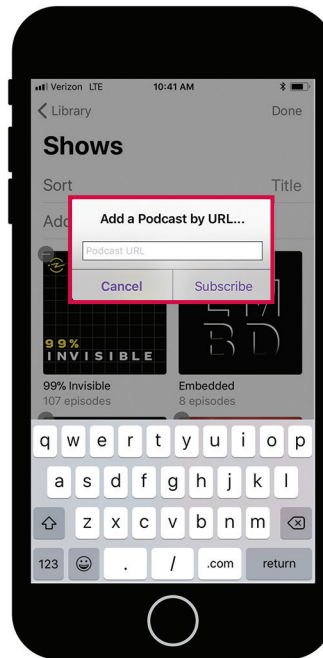 Verizon LTE 10:41 AM
Library Done
Shows
Sort Title
Add
Add a Podcast by URL...
Podcast URL
Cancel Subscribe
99%
INVISIBLE
EMBD
99% Invisible Embedded
107 episodes 8 episodes
q w e r t y u i o p
a s d f g h j k l
z x c v b n m
123 . / .com return